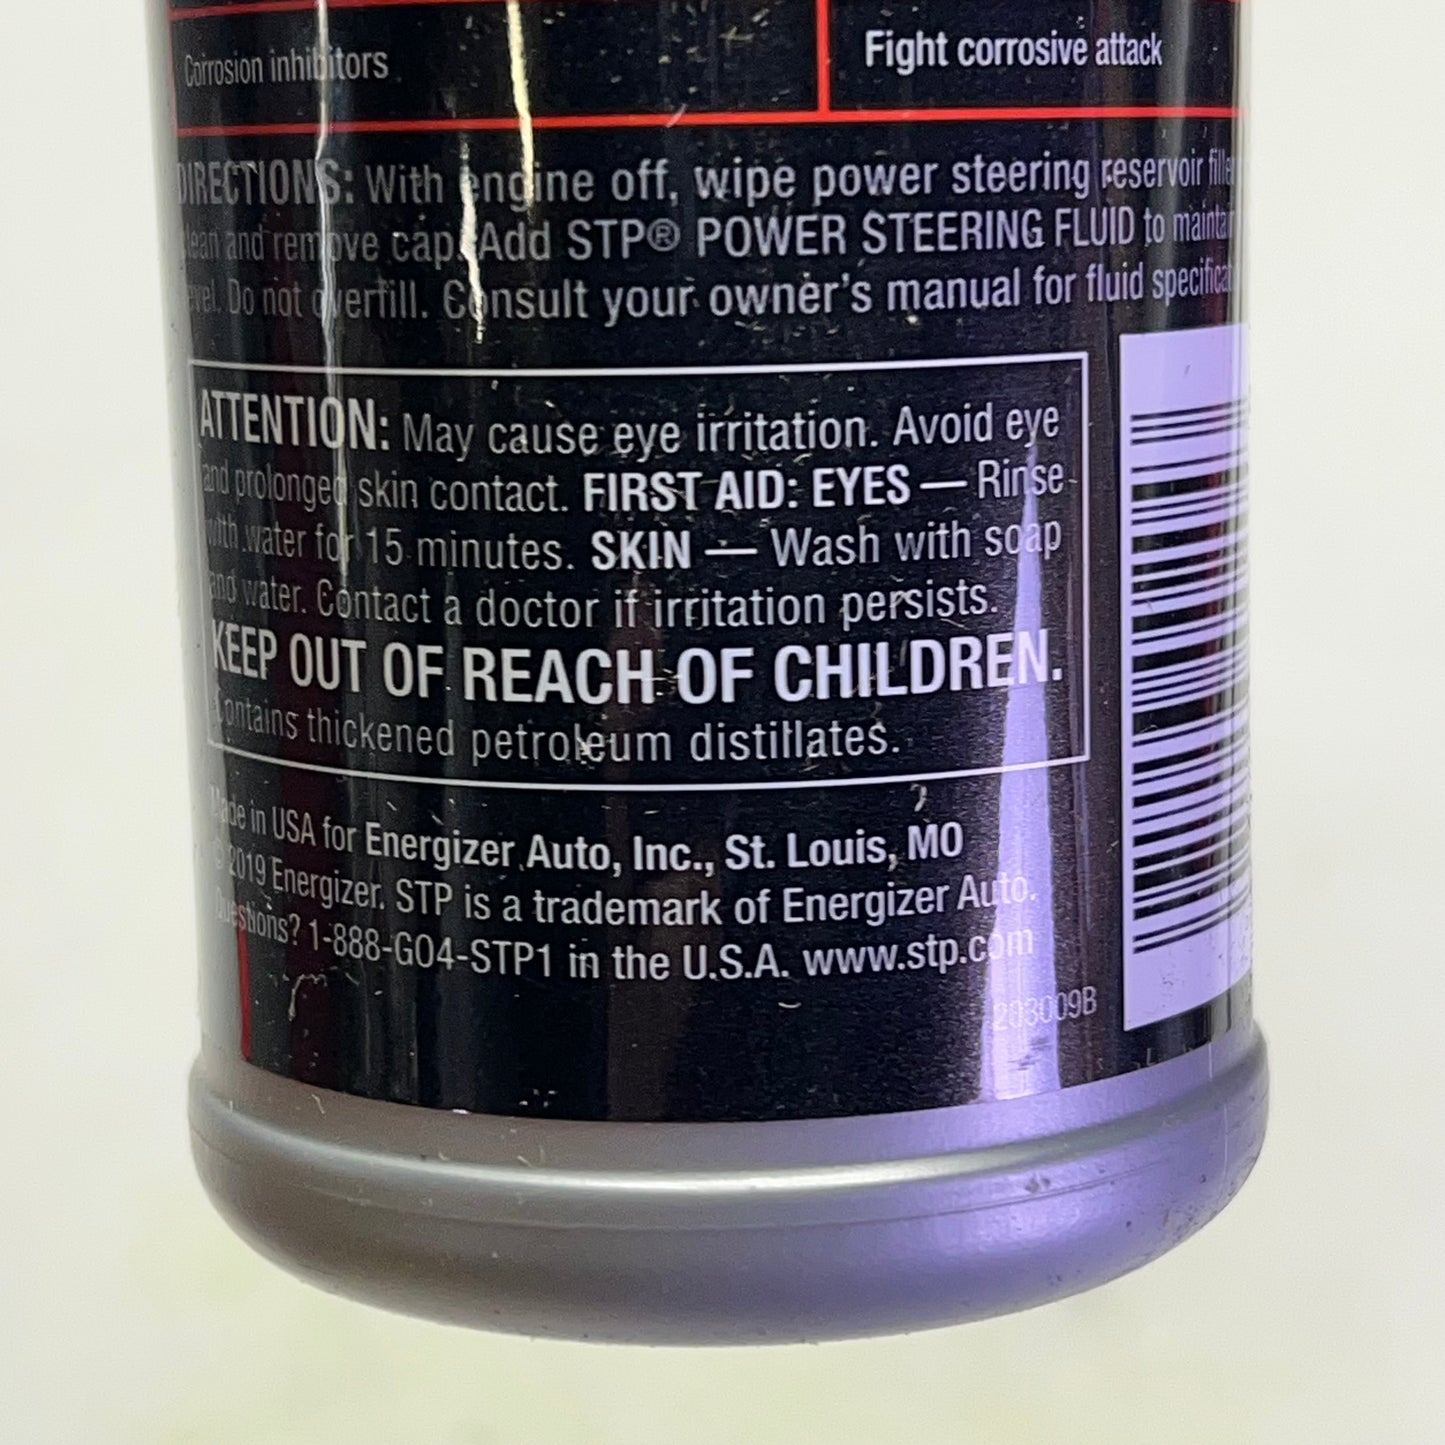 Corrosion inhibitors
Fight corrosive attack
DIRECTIONS: With engine off, wipe power steering reservoir filler
clean and remove cap. Add STP® POWER STEERING FLUID to maintain
level. Do not overfill. Consult your owner's manual for fluid
ATTENTION: May cause eye irritation. Avoid eye
and prolonged skin contact. FIRST AID: EYES — Rinse
with water for 15 minutes. SKIN — Wash with soap
and water. Contact a doctor if irritation persists.
KEEP OUT OF REACH OF CHILDREN.
Contains thickened petroleum distillates.
Made in USA for Energizer Auto, Inc., St. Louis, MO
© 2019 Energizer. STP is a trademark of Energizer Auto.
Questions? 1-888-GO4-STP1 in the U.S.A. www.stp.com
203009B